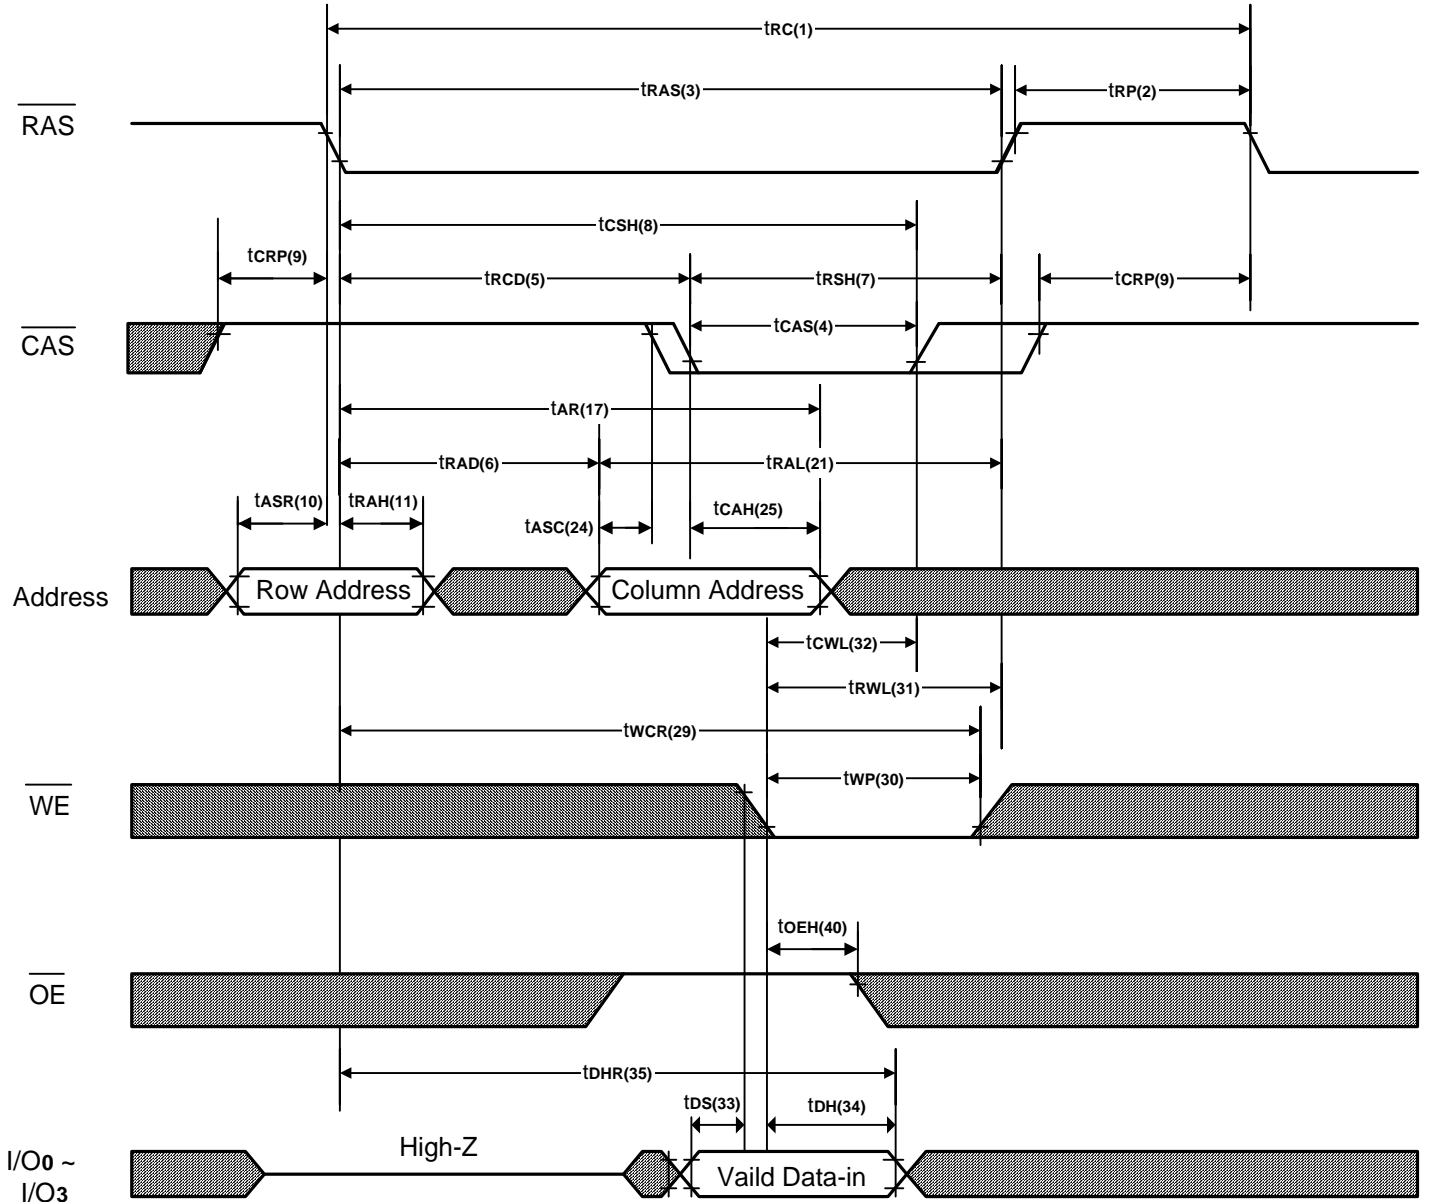 tRC(1)
tRAS(3)
tRP(2)
RAS
tCSH(8)
tCRP(9)
tRCD(5)
tRSH(7)
tCRP(9)
tCAS(4)
CAS
tAR(17)
tRAD(6)
tRAL(21)
tASR(10)
tRAH(11)
tASC(24)
tCAH(25)
Address
Row Address
Column Address
tCWL(32)
tRWL(31)
tWCR(29)
tWP(30)
WE
tOEH(40)
OE
tDHR(35)
tDS(33)
tDH(34)
High-Z
I/O0 ~
I/O3
Vaild Data-in